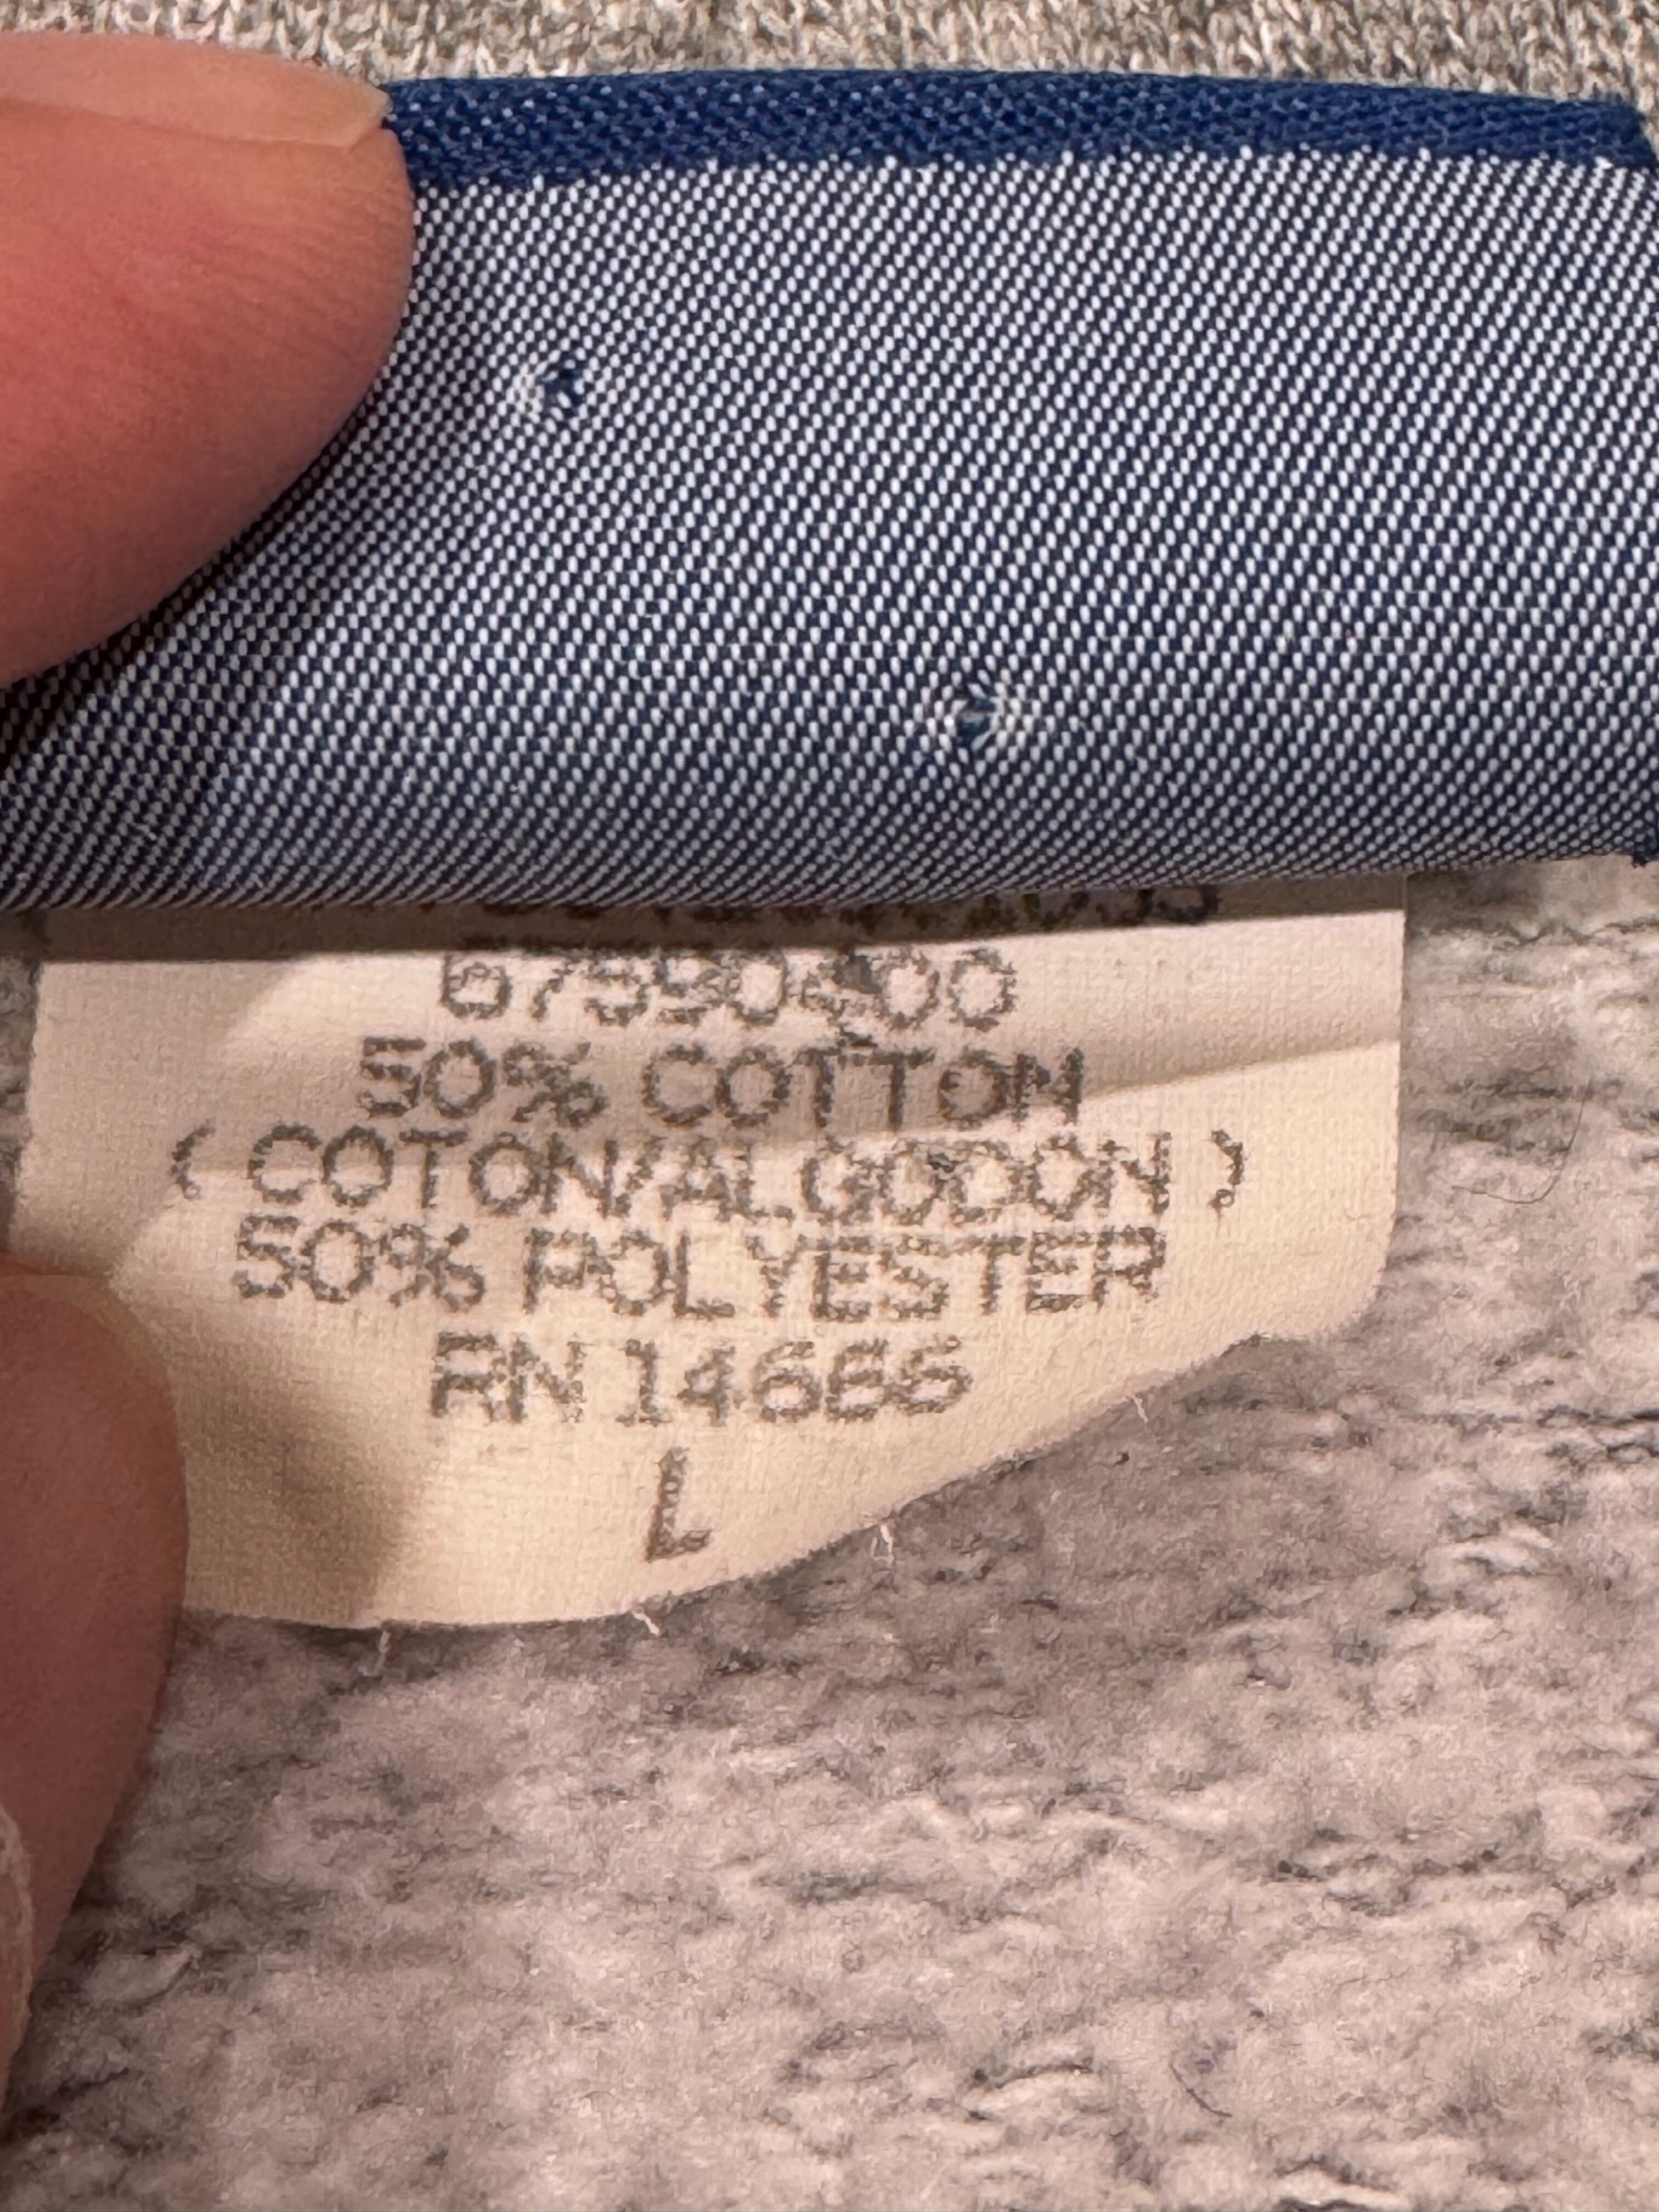 50% COTTON
( COTON/ALGODON )
50% POLYESTER
RN 14666
L